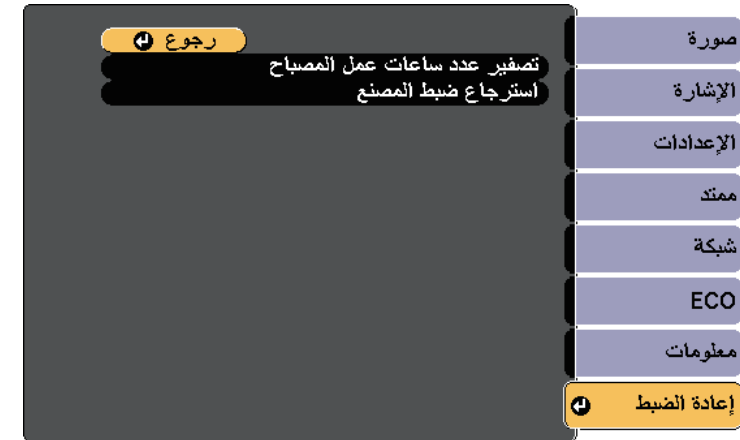 رجوع
تصفير عدد ساعات عمل المصباح
استرجاع ضبط المصنع
صورة
الإشارة
الإعدادات
ممتد
شبكة
ECO
معلومات
إعادة الضبط